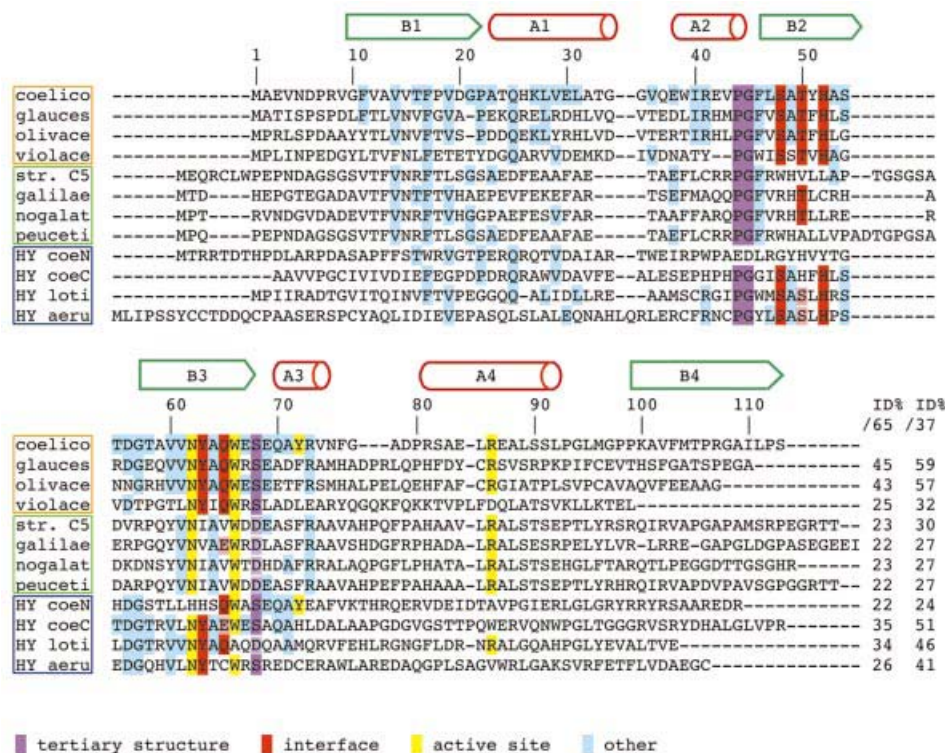 B1 A1 A2 B2
1 10 20 30 40 50
coelico ------------MAEVNDPRVGFVAVVTFPVDGPATQHKLVELATG--GVQEWIREVPGFLSATYHAS--------
glauces ------------MATISPSPDLFTLVNVFGVA-PEKQRELRDHLVQ--VTEDLIRHMPGFVSATFHLS--------
olivace ------------MPRLSPDAAYYTLVNVFTVS-PDDQEKLYRHLVD--VTERTIRHLPGFVSATFHLG--------
violace ------------MPLINPEDGYLTVFNLFETETYDGQARVVDEMKD--IVDNATY---PGWISSTVHAG--------
str. C5 ------MEQRCLWPEPNDAGSGSVTFVNRFTLSGSAEDFEAAFAE---TAEFLCRRPGFRWHVLLAP--TGSGSA
galilae ------MTD---HEPGTEGADAVTFVNTFTVHAEPEVFEKEFAR---TSEFMAQQPGFVRHTLCRH--------A
nogalat ------MPT----RVNDGVDADEVTFVNRFTVHGGPAEFESVFAR---TAAFFARQPGFVRHTLLRE--------R
peuceti ------MPQ---PEPNDAGSGSVTFVNRFTLSGSAEDFEAAFAE---TAEFLCRRPGFRWHALLVPADTGPGSA
HY coeN ------MTRRTDTHPDLARPDASAPFFSTWRVGTPERQRQTVDAIAR--TWEIRPWPAEDLRGYHVYTG--------
HY coeC --------------AAVVPGCIVIVDIEFEGPDPDRQRAWVDAVFE--ALESEPHPHPGGISAHFHLS--------
HY loti -------------MPIIRADTGVITQINVFTVPEGGQQ-ALIDLLRE--AAMSCRGIPGWMSASLHRS--------
HY aeru MLIPSSYCCTDDQCPAASERSPCYAQLIDIEVEPASQLSLALEQNAHLQRLERCFRNCPGYLSASLHPS--------
B3 A3 A4 B4
60 70 80 90 100 110 ID% ID%
/65 /37
coelico TDGTAVVNYAQWESEQAYRVNFG---ADPRSAE-LREALSSLPGLMGPPKAVFMTPRGAILPS-------
glauces RDGEQVVNYAQWRSEADFRAMHADPRLQPHFDY-CRSVSRPKPIFCEVTHSFGATSPEGA---------- 45 59
olivace NNGRHVVNYAQWRSEETFRSMHALPELQEHFAF-CRGIATPLSVPCAVAQVFEEAAG------------- 43 57
violace VDTPGTLNYIQWRSLADLEARYQGQKFQKKTVPLFDQLATSVKLLKTEL--------------------- 25 32
str. C5 DVRPQYVNIAVWDDEASFRAAVAHPQFPAHAAV-LRALSTSEPTLYRSRQIRVAPGAPAMSRPEGRTT-- 23 30
galilae ERPGQYVNVAEWRDLASFEAAVSHDGFRPHADA-LRALSESRPELYLVR-LRRE-GAPGLDGPASEGEEI 22 27
nogalat DKDNSYVNIAVWTDHDAFRRALAQPGFLPHATA-LRALSTSEHGLFTARQTLPEGGDTTGSGHR------ 23 27
peuceti DARPQYVNIRAWDDEASFRAAVAHPEFPAHAAA-LRALSTSEPTLYRHRQIRVAPDVPAVSGPGGRTT-- 22 27
HY coeN HDGSTLLHHSQWASEQAYEAFVKTHRQERVDEIDTAVPGIERLGLGRYRRYRSAAREDR----------- 22 24
HY coeC TDGTRVLNYAEWESAQAHLDALAAPGDGVGSTTPQWERVQNWPGLTGGGRVSRYDHALGLVPR------- 35 51
HY loti LDGTRVVNYAQAQDQAAMQRVFEHLRGNGFLDR-NRALGQAHPGLYEVALTVE----------------- 34 46
HY aeru EDGQHVLNYTCWRSREDCERAWLAREDAQGPLSAGVWRLGAKSVRFETFLVDAEGC-------------- 26 41
tertiary structure interface active site other